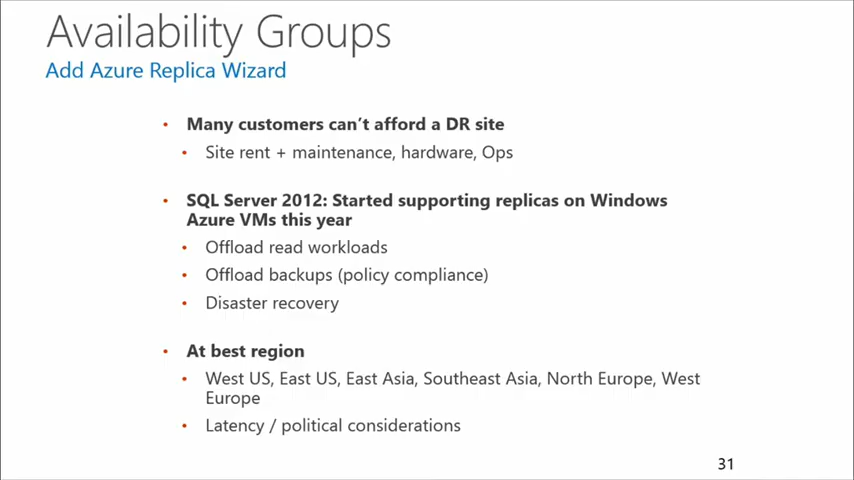 Availability Groups
Add Azure Replica Wizard
• Many customers can't afford a DR site
• Site rent + maintenance, hardware, Ops
• SQL Server 2012: Started supporting replicas on Windows
Azure VMs this year
• Offload read workloads
• Offload backups (policy compliance)
• Disaster recovery
• At best region
• West US, East US, East Asia, Southeast Asia, North Europe, West
Europe
• Latency / political considerations
31